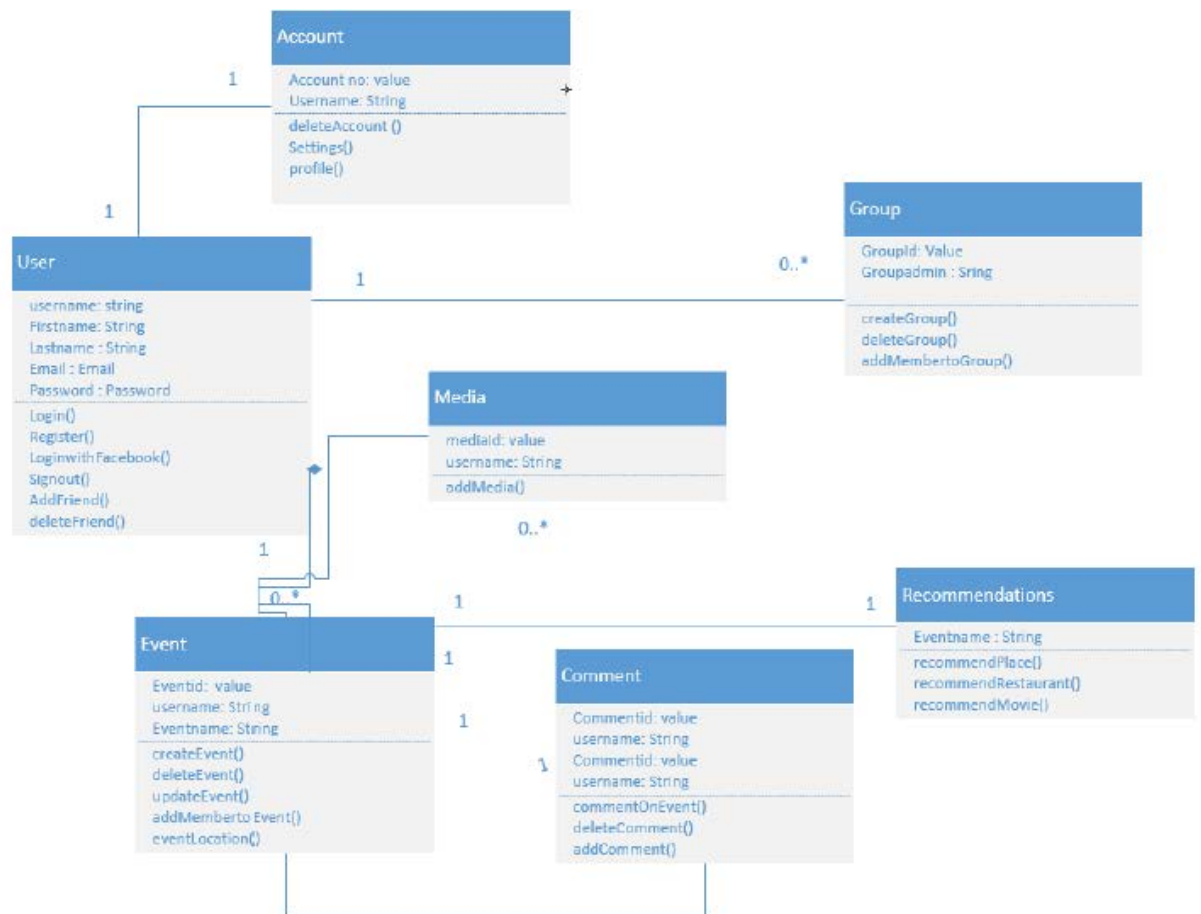 Account
Account no: value
Username: String
deleteAccount ()
Settings()
profile()
1
1
Group
Groupid: Value
Groupadmin : Sring
createGroup()
deleteGroup()
addMembertoGroup()
0..*
1
User
username: string
Firstname: String
Lastname : String
Email : Email
Password : Password
Login()
Register()
LoginwithFacebook()
Signout()
AddFriend()
deleteFriend()
Media
mediaId: value
username: String
addMedia()
0..*
1
0..*
Event
Eventid: value
username: String
Eventname: String
createEvent()
deleteEvent()
updateEvent()
addMemberto Event()
eventLocation()
1
1
1
1
1
Recommendations
Eventname : String
recommendPlace()
recommendRestaurant()
recommendMovie()
Comment
Commentid: value
username: String
Commentid: value
username: String
commentOnEvent()
deleteComment()
addComment()